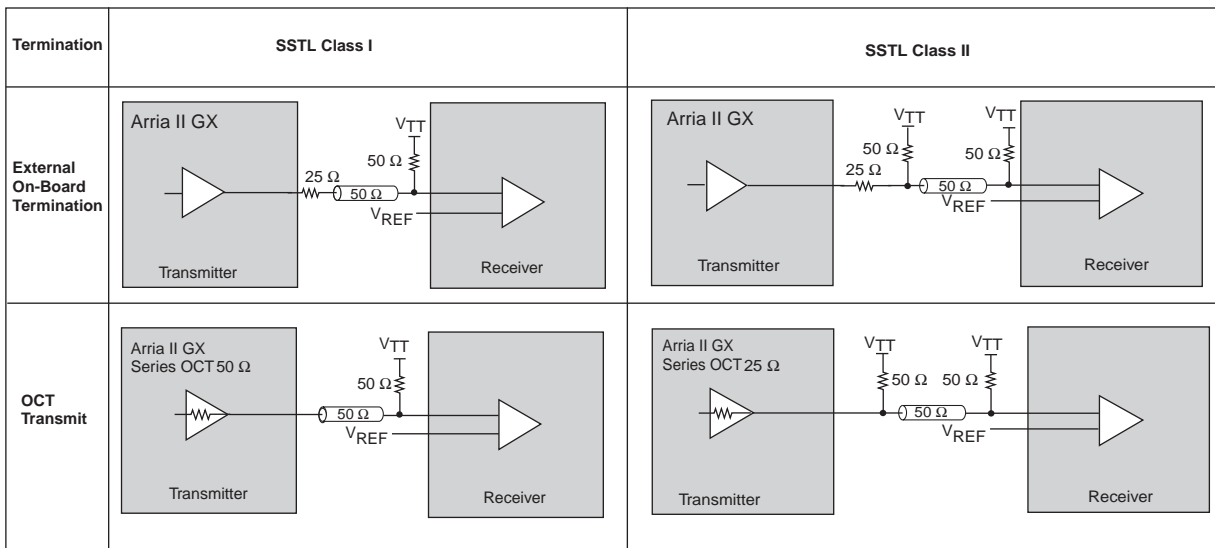 Termination
SSTL Class I
SSTL Class II
External
On-Board
Termination
Arria II GX
VTT
50 Ω
25 Ω
50 Ω
VREF
Transmitter
Receiver
Arria II GX
VTT
VTT
50 Ω
50 Ω
25 Ω
50 Ω
VREF
Transmitter
Receiver
OCT
Transmit
Arria II GX
Series OCT 50 Ω
VTT
50 Ω
50 Ω
VREF
Transmitter
Receiver
Arria II GX
Series OCT 25 Ω
VTT
VTT
50 Ω
50 Ω
50 Ω
VREF
Transmitter
Receiver